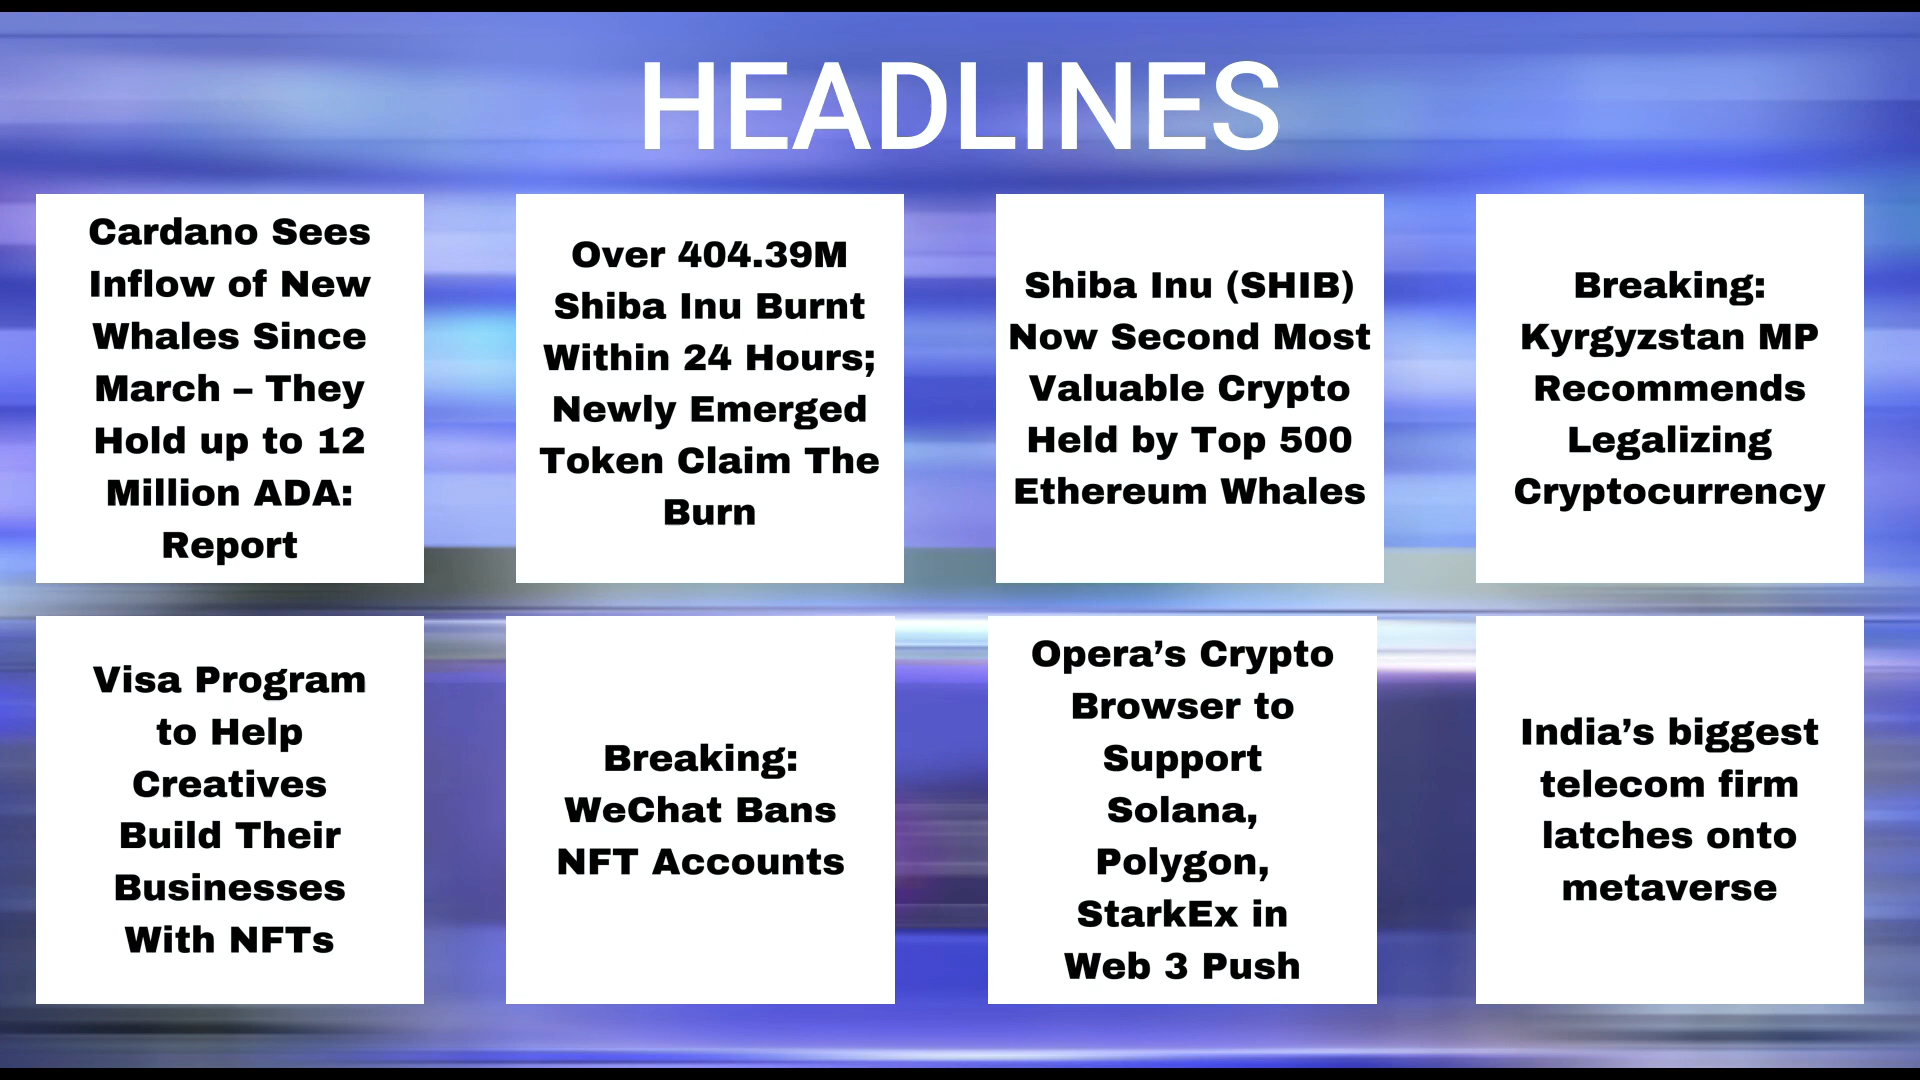 HEADLINES
Cardano Sees
Inflow of New
Whales Since
March – They
Hold up to 12
Million ADA:
Report
Over 404.39M
Shiba Inu Burnt
Within 24 Hours;
Newly Emerged
Token Claim The
Burn
Shiba Inu (SHIB)
Now Second Most
Valuable Crypto
Held by Top 500
Ethereum Whales
Breaking:
Kyrgyzstan MP
Recommends
Legalizing
Cryptocurrency
Visa Program
to Help
Creatives
Build Their
Businesses
With NFTs
Breaking:
WeChat Bans
NFT Accounts
Opera’s Crypto
Browser to
Support
Solana,
Polygon,
StarkEx in
Web 3 Push
India’s biggest
telecom firm
latches onto
metaverse